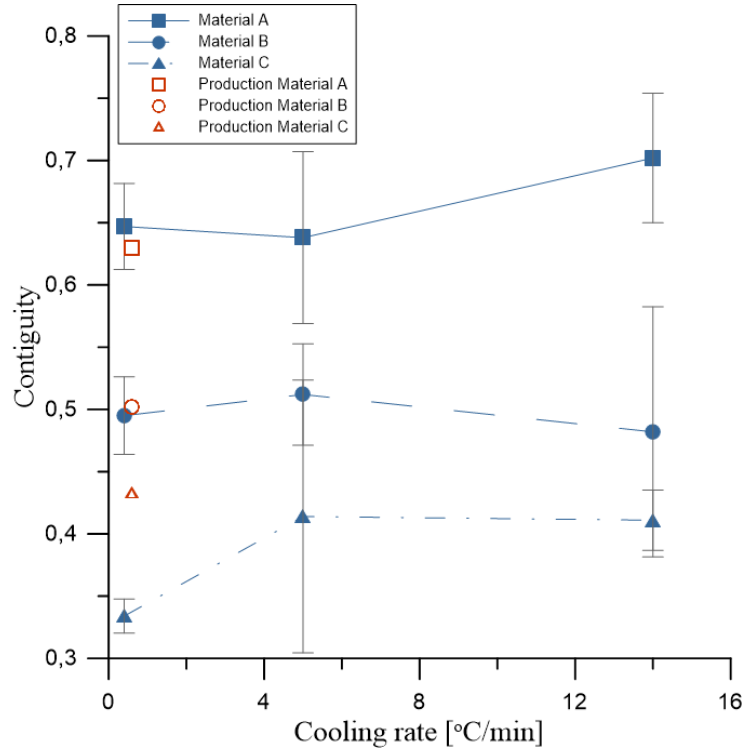 Material A
Material B
Material C
Production Material A
Production Material B
Production Material C
0,8
0,7
0,6
0,5
0,4
0,3
Contiguity
0 4 8 12 16
Cooling rate [°C/min]